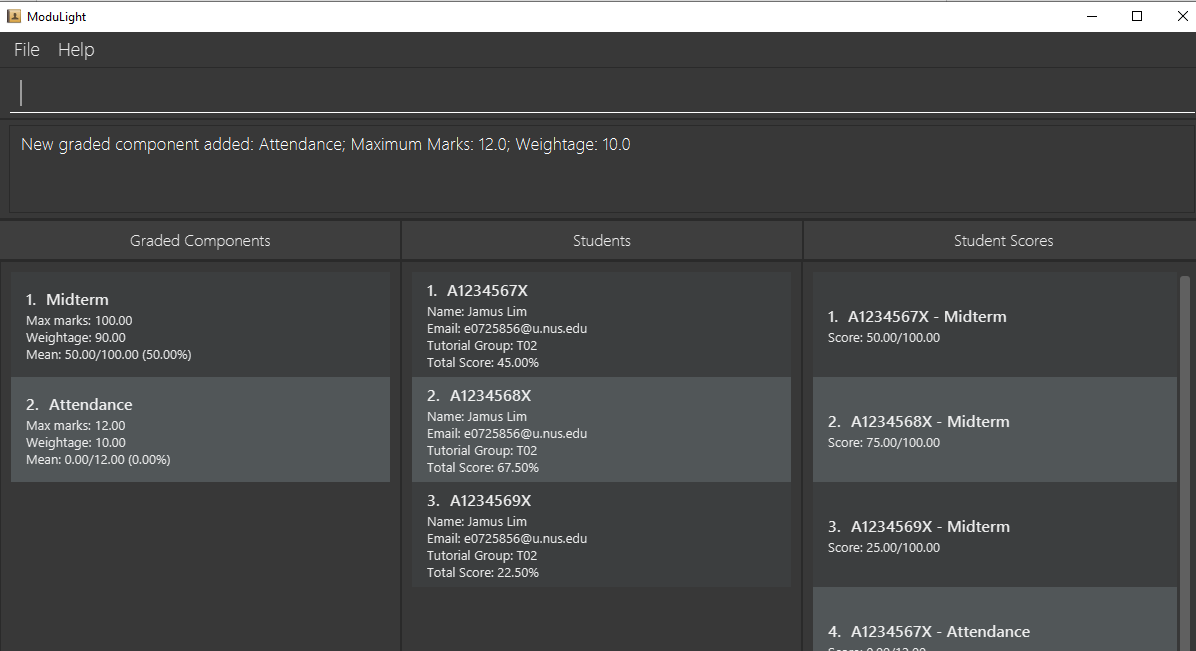 ModuLight
File Help
New graded component added: Attendance; Maximum Marks: 12.0; Weightage: 10.0
Graded Components
1. Midterm
Max marks: 100.00
Weightage: 90.00
Mean: 50.00/100.00 (50.00%)
2. Attendance
Max marks: 12.00
Weightage: 10.00
Mean: 0.00/12.00 (0.00%)
Students
1. A1234567X
Name: Jamus Lim
Email: e0725856@u.nus.edu
Tutorial Group: T02
Total Score: 45.00%
2. A1234568X
Name: Jamus Lim
Email: e0725856@u.nus.edu
Tutorial Group: T02
Total Score: 67.50%
3. A1234569X
Name: Jamus Lim
Email: e0725856@u.nus.edu
Tutorial Group: T02
Total Score: 22.50%
Student Scores
1. A1234567X - Midterm
Score: 50.00/100.00
2. A1234568X - Midterm
Score: 75.00/100.00
3. A1234569X - Midterm
Score: 25.00/100.00
4. A1234567X - Attendance
Score: 0.00/12.00